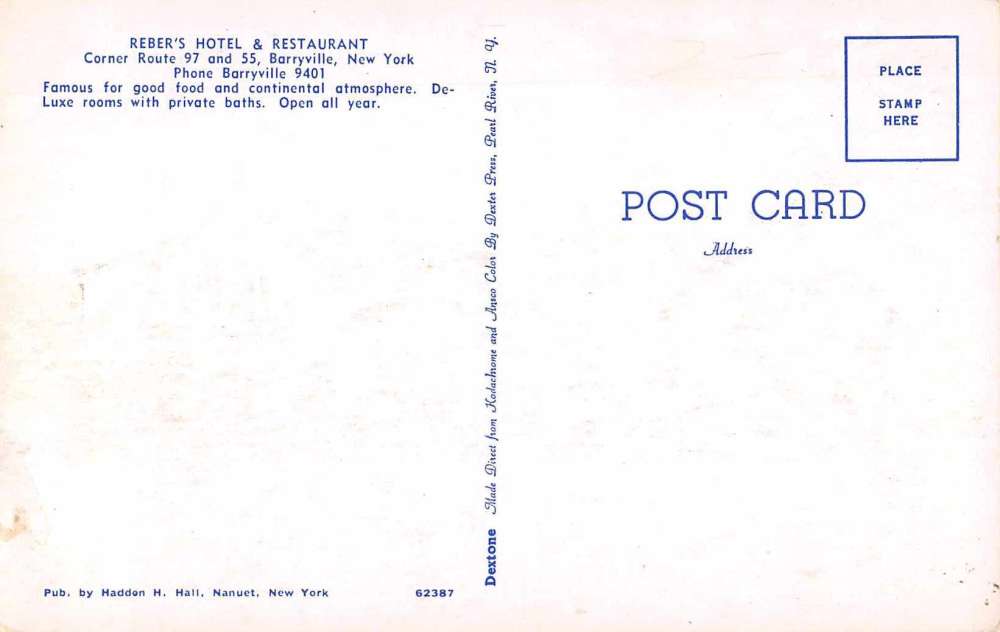 REBER'S HOTEL & RESTAURANT
Corner Route 97 and 55, Barryville, New York
Phone Barryville 9401
Famous for good food and continental atmosphere. De-
Luxe rooms with private baths. Open all year.
Pub. by Haddon H. Hall, Nanuet, New York
62387
Dextone Made Direct from Kodachrome and Ansco Color By Dexter Press, Pearl River, N. Y.
PLACE
STAMP
HERE
POST CARD
Address